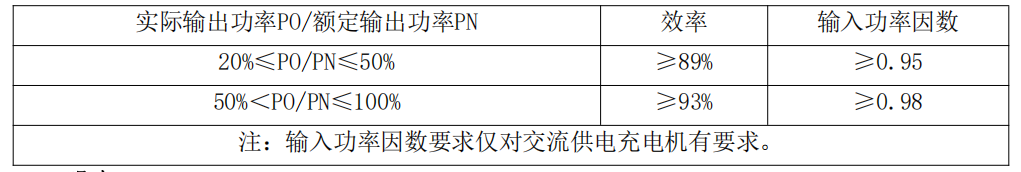 实际输出功率PO/额定输出功率PN 效率 输入功率因数
20%≤PO/PN≤50% ≥89% ≥0.95
50%＜PO/PN≤100% ≥93% ≥0.98
注：输入功率因数要求仅对交流供电充电机有要求。